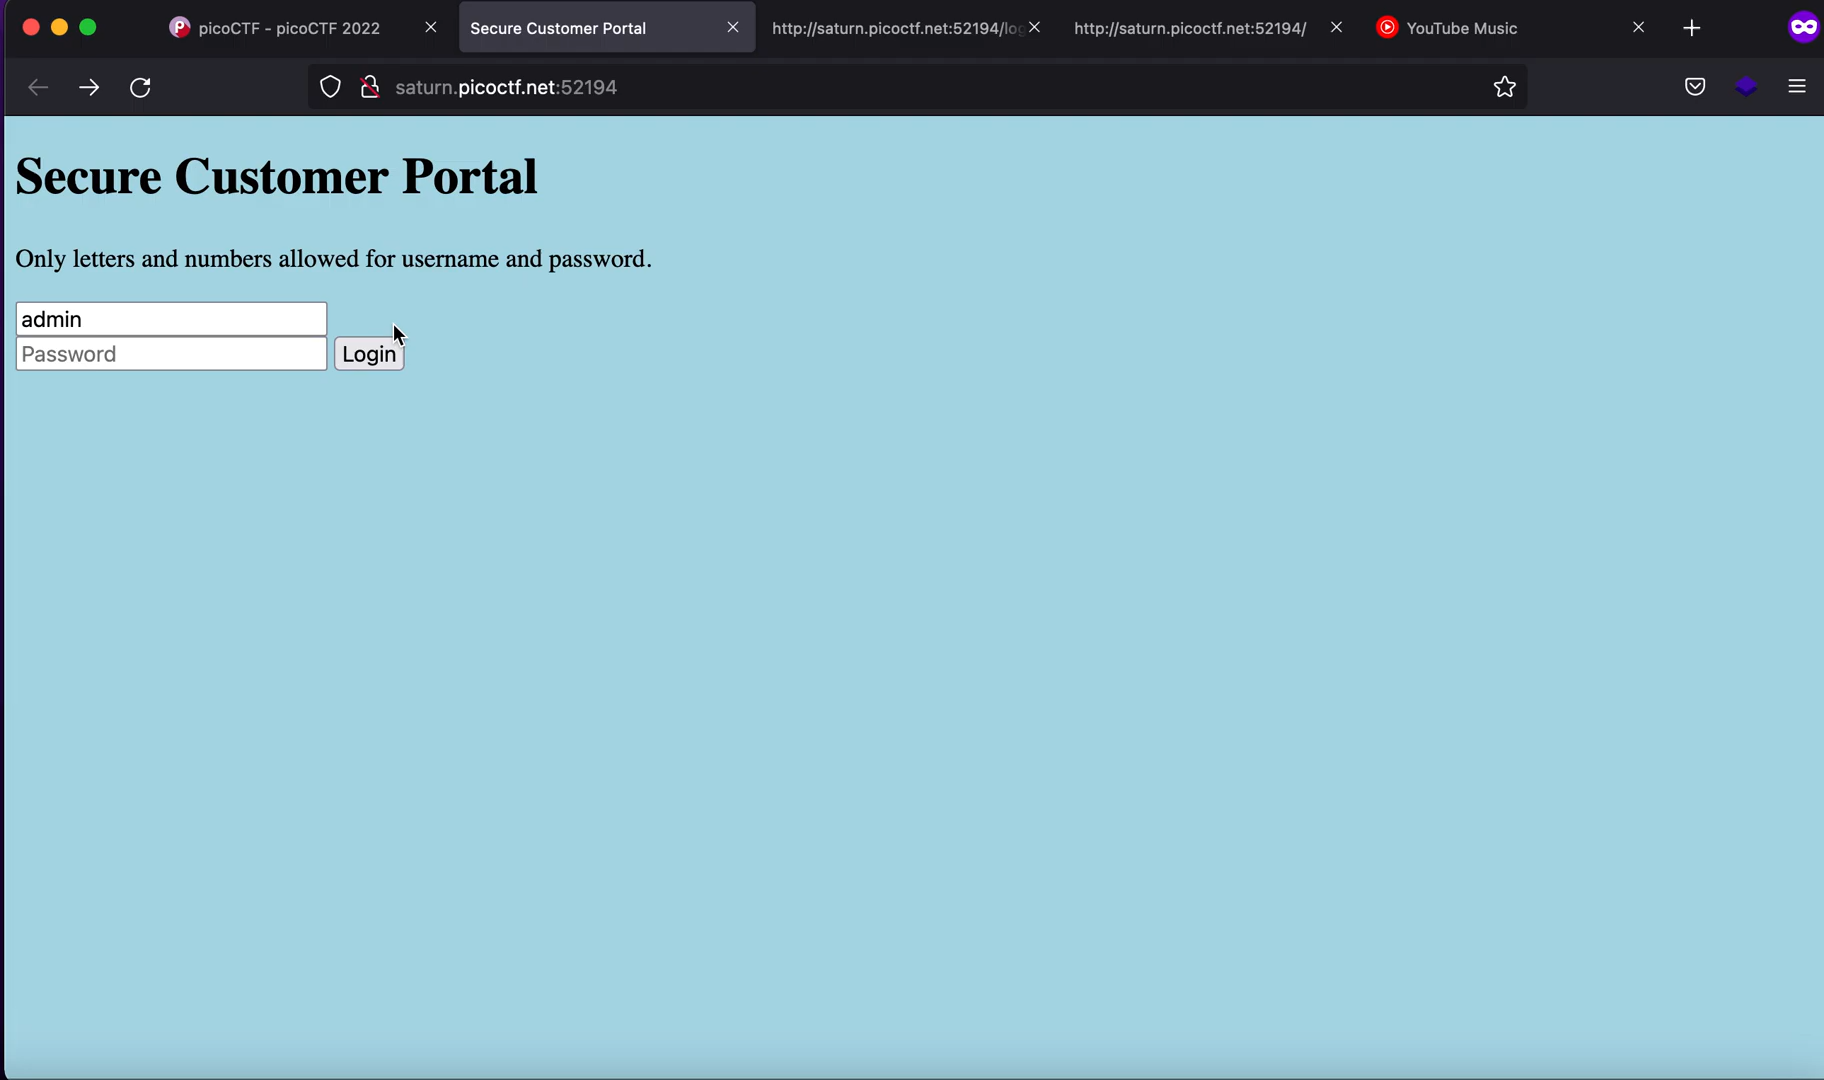 picoCTF - picoCTF 2022
Secure Customer Portal
http://saturn.picoctf.net:52194/log
http://saturn.picoctf.net:52194/
YouTube Music
saturn.picoctf.net:52194
Secure Customer Portal
Only letters and numbers allowed for username and password.
admin
Password
Login